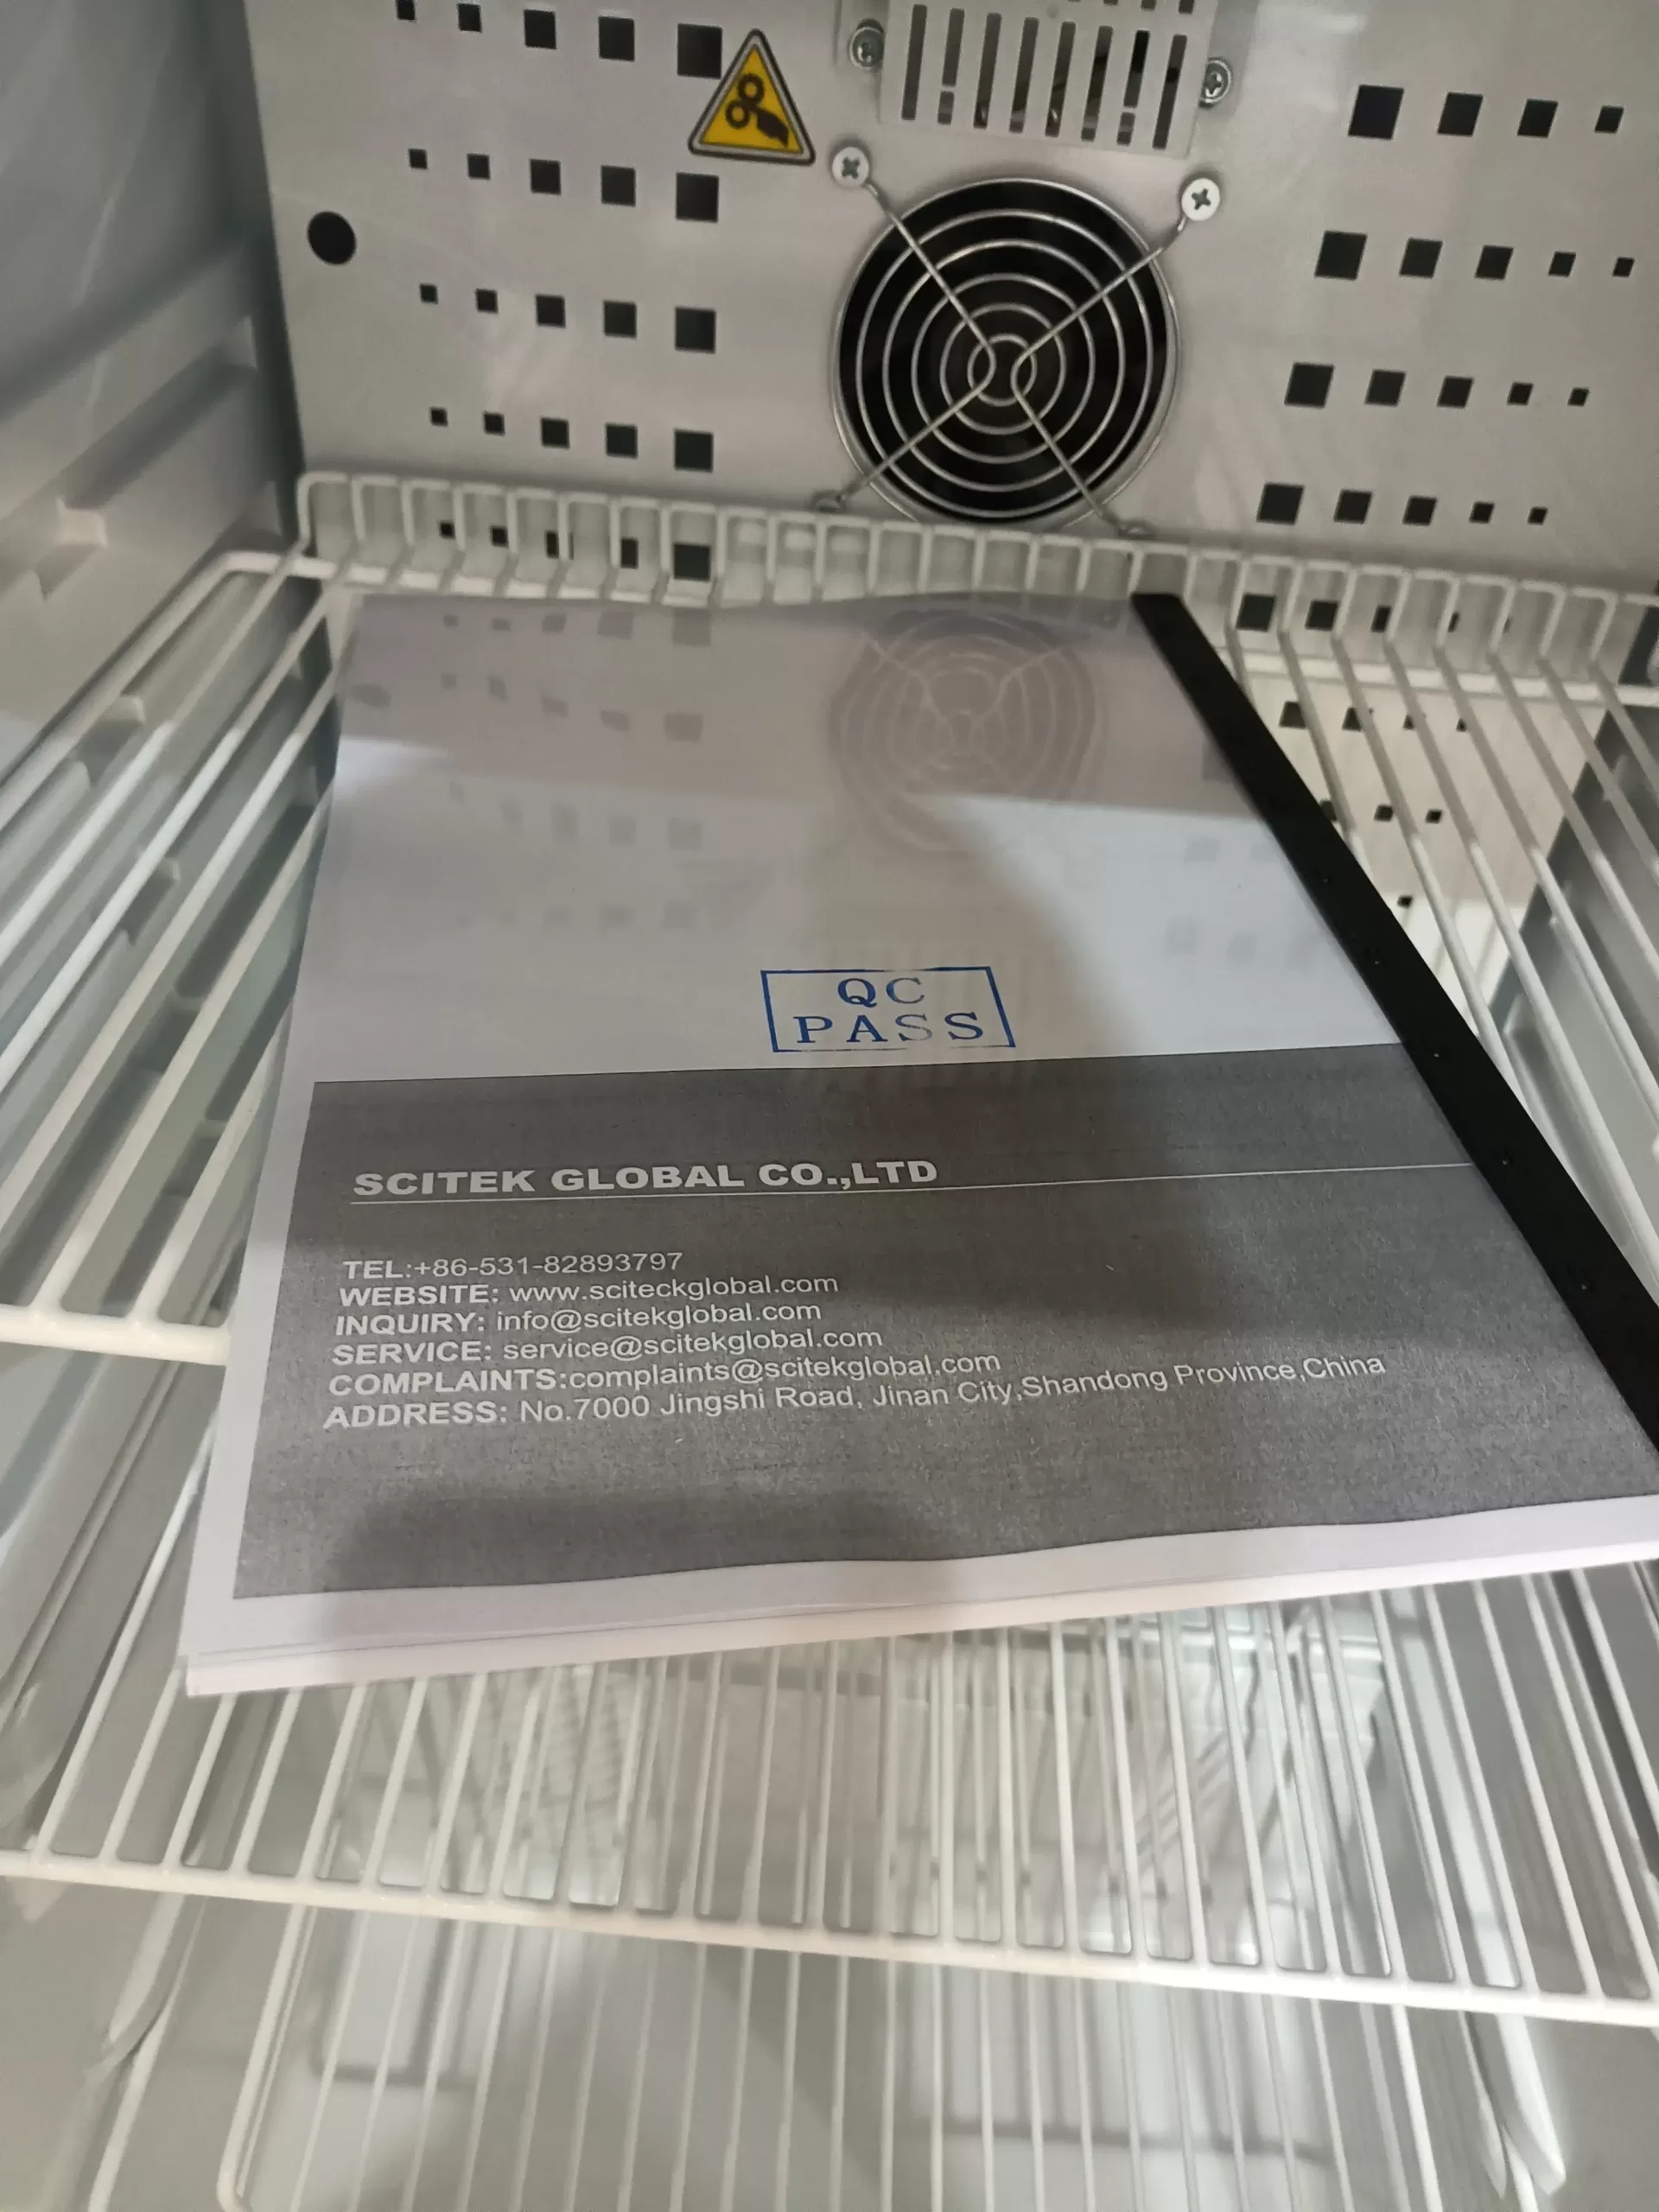 QC
PASS
SCITEK GLOBAL CO.,LTD
TEL:+86-531-82893797
WEBSITE: www.sciteckglobal.com
INQUIRY: info@scitekglobal.com
SERVICE: service@scitekglobal.com
COMPLAINTS:complaints@scitekglobal.com
ADDRESS: No.7000 Jingshi Road, Jinan City,Shandong Province,China